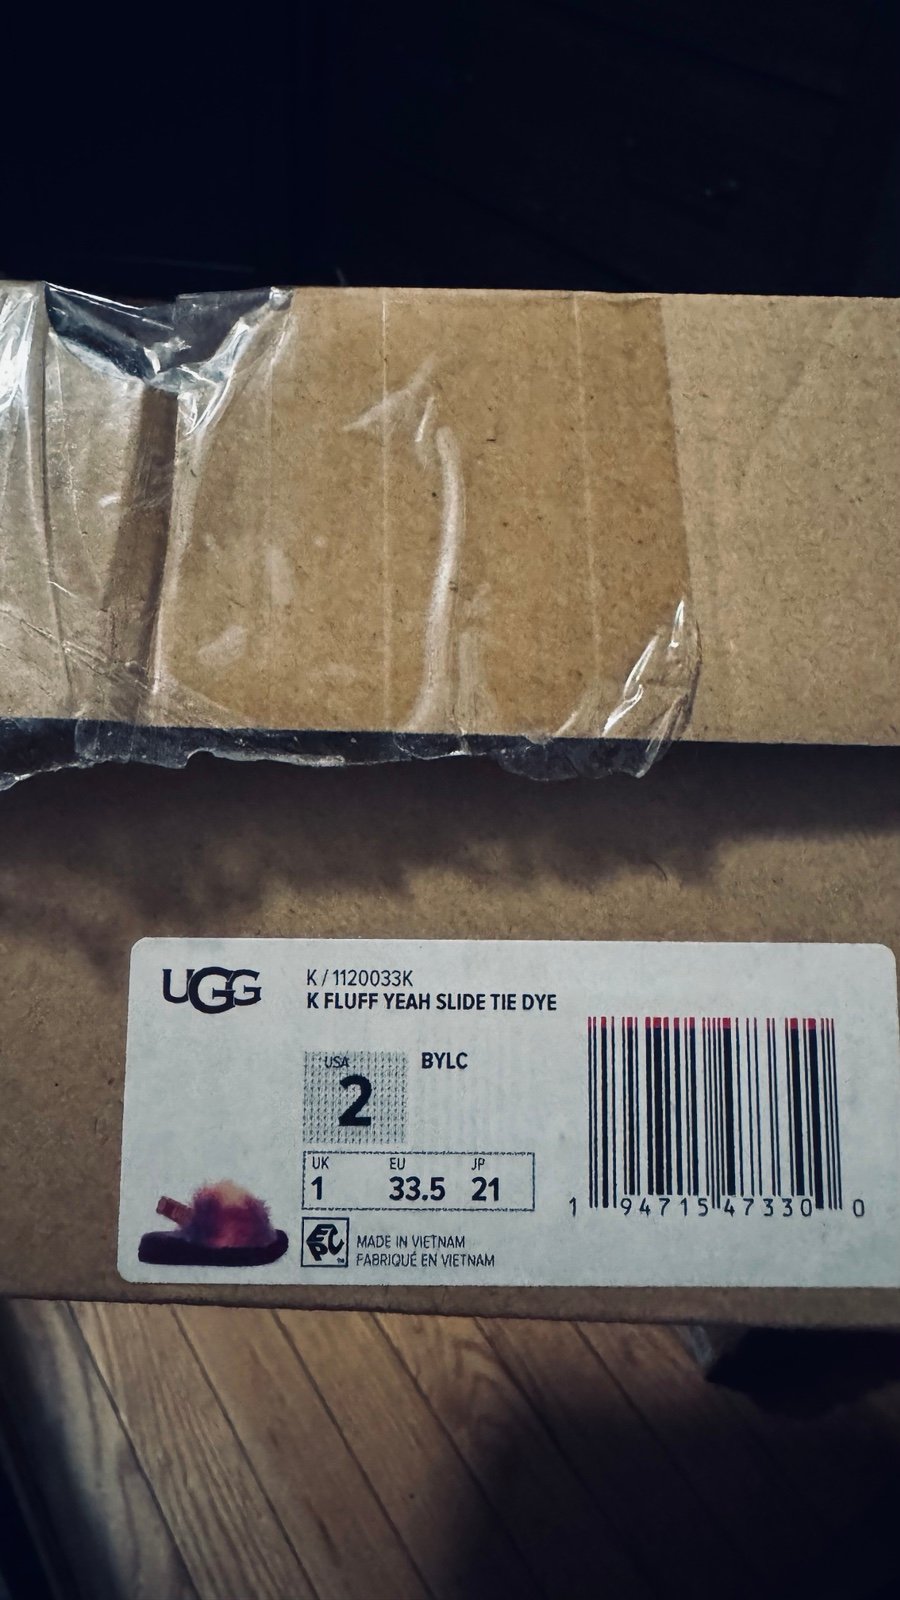 UGG
K / 1120033K
K FLUFF YEAH SLIDE TIE DYE
USA
2
BYLC
UK EU JP
1 33.5 21
EPC
MADE IN VIETNAM
FABRIQUÉ EN VIETNAM
1 94715 47330 0